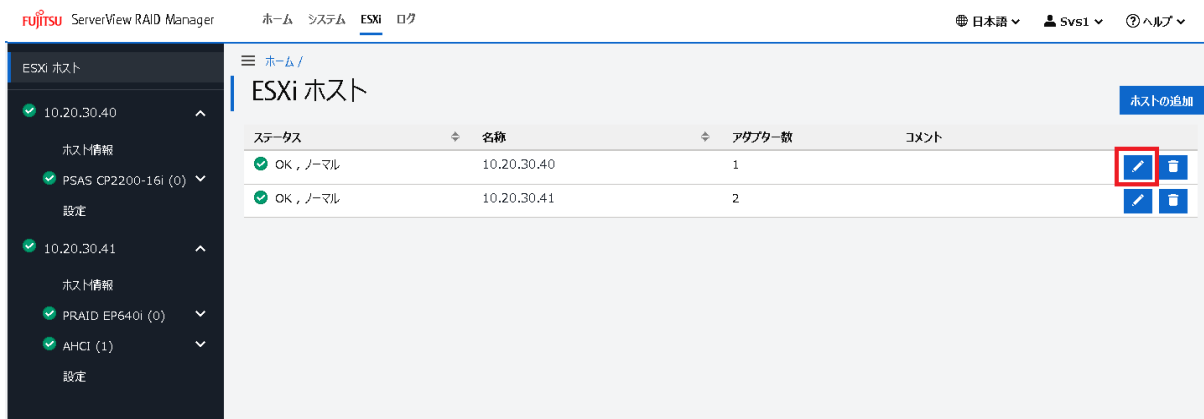 FUJITSU ServerView RAID Manager ホーム システム ESXi ログ 日本語 Svs1 ヘルプ
ESXi ホスト
10.20.30.40
ホスト情報
PSAS CP2200-16i (0)
設定
10.20.30.41
ホスト情報
PRAID EP640i (0)
AHCI (1)
設定
ホーム /
ESXi ホスト
ホストの追加
ステータス 名称 アダプター数 コメント
OK , ノーマル 10.20.30.40 1
OK , ノーマル 10.20.30.41 2